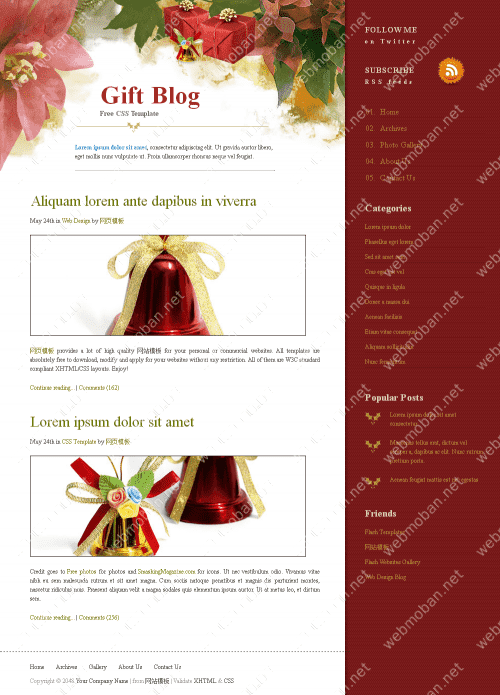 Gift Blog
Free CSS Template
Lorem ipsum dolor sit amet, consectetur adipiscing elit. Ut gravida auctor libero,
eget mollis nunc vulputate ut. Proin ullamcorper rhoncus neque vel feugiat.
Aliquam lorem ante dapibus in viverra
May 24th in Web Design by 网页模板
网页模板 provides a lot of high quality 网站模板 for your personal or commercial websites. All templates are
absolutely free to download, modify and apply for your websites without any restriction. All of them are W3C standard
compliant XHTML/CSS layouts. Enjoy!
Continue reading... | Comments (162)
Lorem ipsum dolor sit amet
May 24th in CSS Template by 网页模板
Credit goes to Free photos for photos and SmashingMagazine.com for icons. Ut nec vestibulum odio. Vivamus vitae
nibh eu sem malesuada rutrum et sit amet magna. Cum sociis natoque penatibus et magnis dis parturient montes,
nascetur ridiculus mus. Praesent aliquam velit a magna sodales quis elementum ipsum auctor. Ut at metus leo, et dictum
sem.
Continue reading... | Comments (256)
Home Archives Gallery About Us Contact Us
Copyright © 2048 Your Company Name | from 网站模板 | Validate XHTML & CSS
FOLLOW ME
on Twitter
SUBSCRIBE
RSS feeds
01. Home
02. Archives
03. Photo Gallery
04. About Us
05. Contact Us
Categories
Lorem ipsum dolor
Phasellus eget lorem
Sed sit amet
Cras eget vel
Quisque in ligula
Donec a massa dui
Aenean facilisis
Etiam vitae consequat
Aliquam sollicitudin
Nunc fermentum
Popular Posts
Lorem ipsum dolor sit amet
consectetur
tellus erat, dictum vel
a, dapibus ac elit. Nunc rutrum
pretium porta
Aenean feugiat mattis est nec egestas
Friends
Flash Templates
网站模板
Flash Websites Gallery
Web Design Blog
webmoban.net